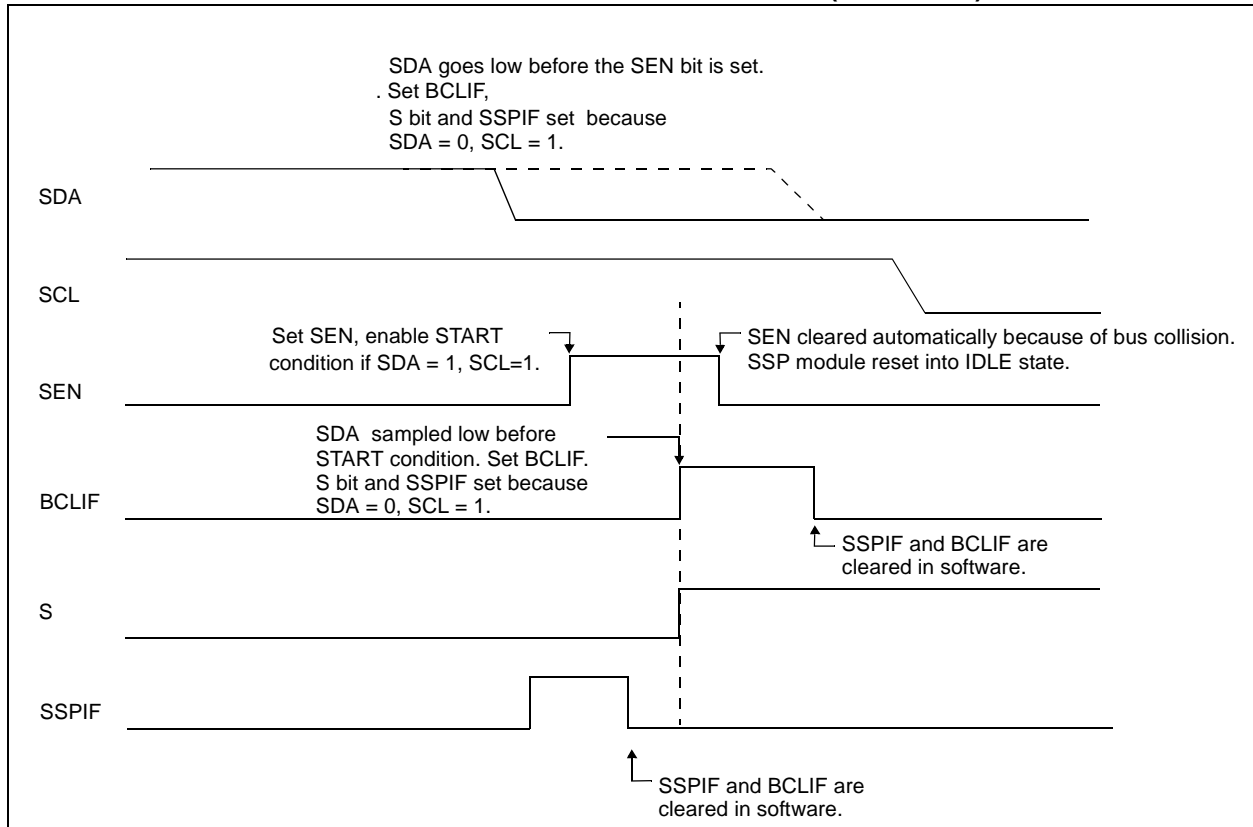 SDA goes low before the SEN bit is set.
. Set BCLIF,
S bit and SSPIF set because
SDA = 0, SCL = 1.
SDA
SCL
Set SEN, enable START
condition if SDA = 1, SCL=1.
SEN cleared automatically because of bus collision.
SSP module reset into IDLE state.
SEN
SDA sampled low before
START condition. Set BCLIF.
S bit and SSPIF set because
SDA = 0, SCL = 1.
BCLIF
SSPIF and BCLIF are
cleared in software.
S
SSPIF
SSPIF and BCLIF are
cleared in software.